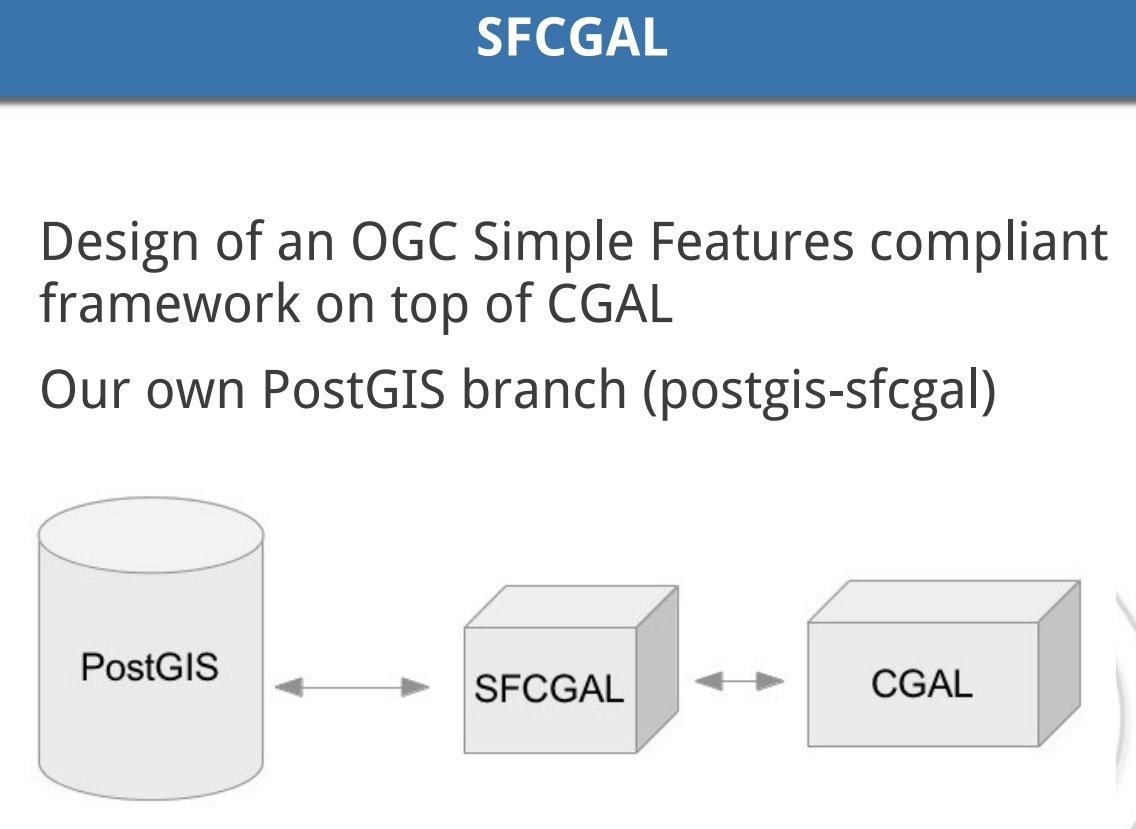 SFCGAL
Design of an OGC Simple Features compliant
framework on top of CGAL
Our own PostGIS branch (postgis-sfcgal)
PostGIS
SFCGAL
CGAL